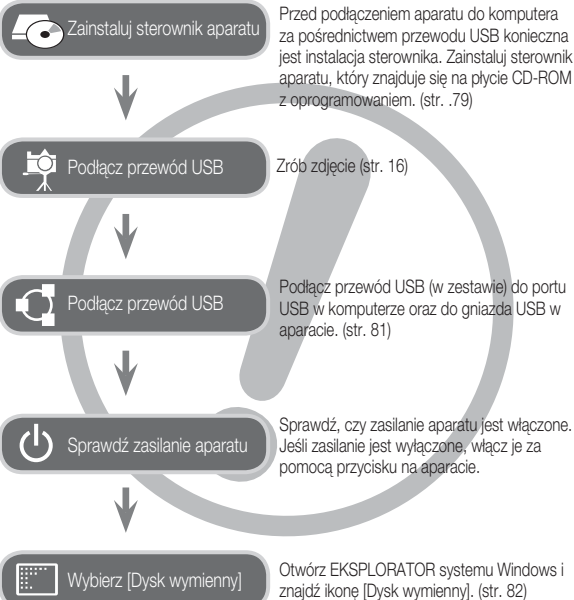 Zainstaluj sterownik aparatu
Przed podłączeniem aparatu do komputera
za pośrednictwem przewodu USB konieczna
jest instalacja sterownika. Zainstaluj sterownik
aparatu, który znajduje się na płycie CD-ROM
z oprogramowaniem. (str. .79)
Podłącz przewód USB
Zrób zdjęcie (str. 16)
Podłącz przewód USB
Podłącz przewód USB (w zestawie) do portu
USB w komputerze oraz do gniazda USB w
aparacie. (str. 81)
Sprawdź zasilanie aparatu
Sprawdź, czy zasilanie aparatu jest włączone.
Jeśli zasilanie jest wyłączone, włącz je za
pomocą przycisku na aparacie.
Wybierz [Dysk wymienny]
Otwórz EKSPLORATOR systemu Windows i
znajdź ikonę [Dysk wymienny]. (str. 82)